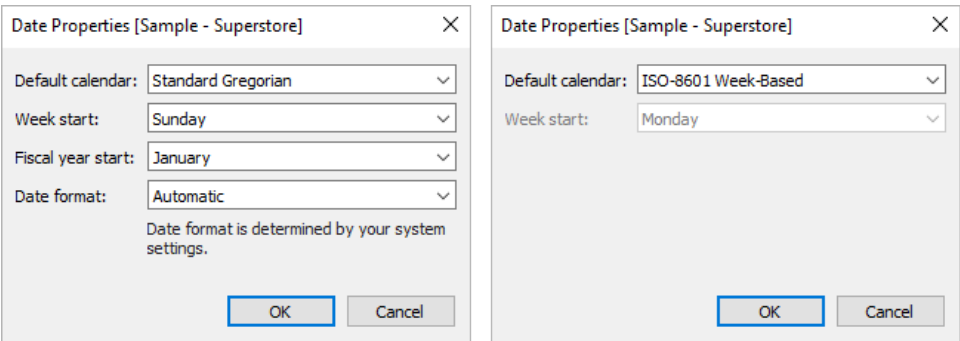 Date Properties [Sample - Superstore]
Default calendar: Standard Gregorian
Week start: Sunday
Fiscal year start: January
Date format: Automatic
Date format is determined by your system
settings.
OK Cancel
Date Properties [Sample - Superstore]
Default calendar: ISO-8601 Week-Based
Week start: Monday
OK Cancel